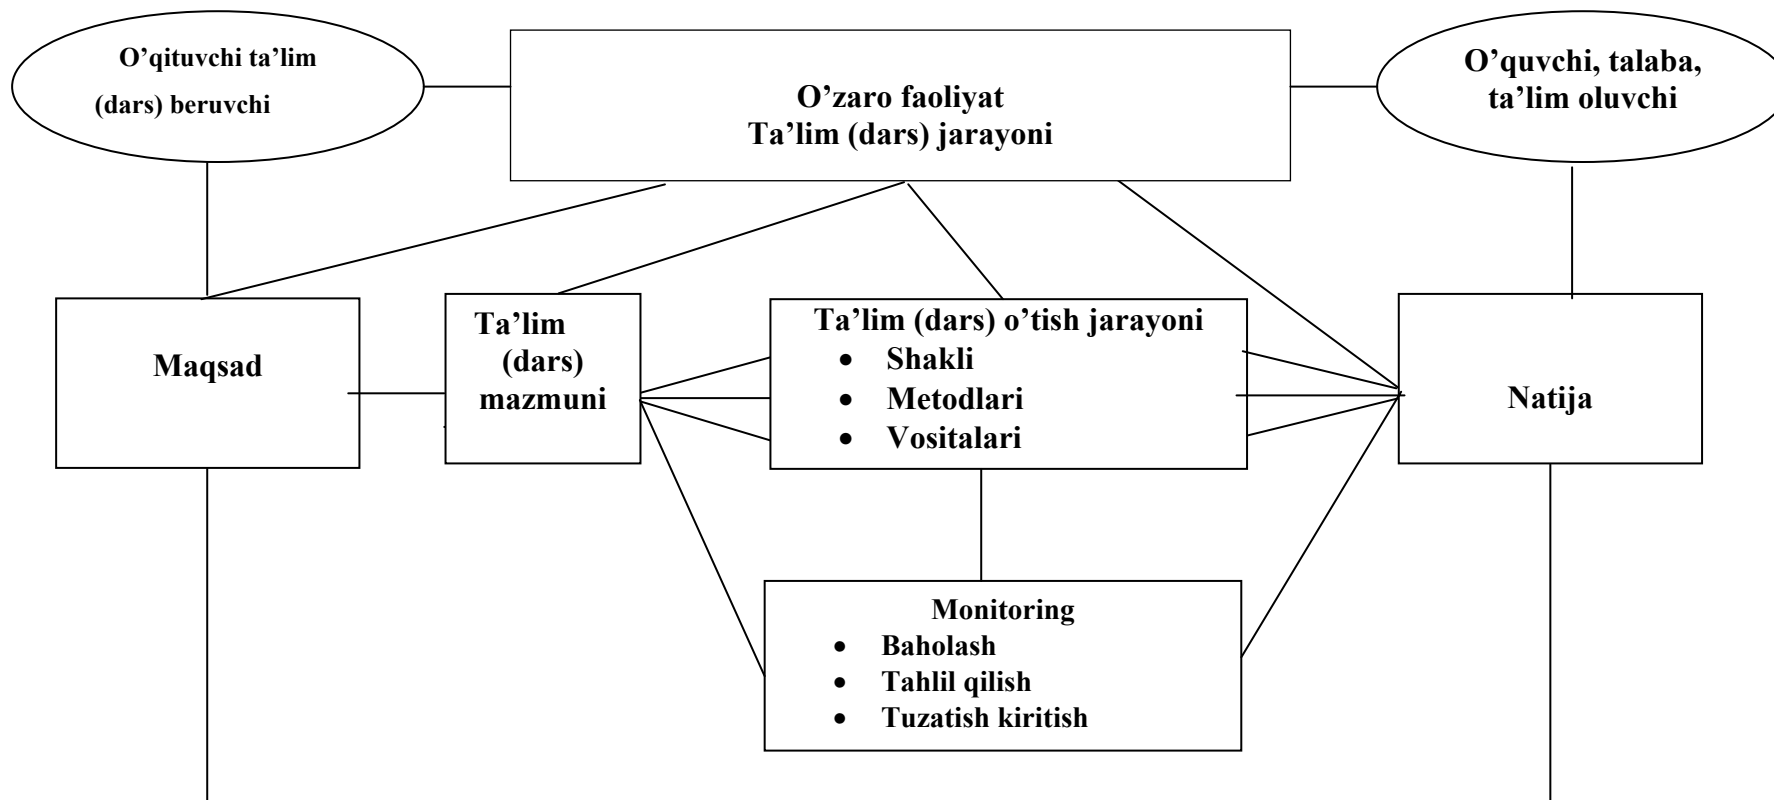 O’qituvchi ta’lim
(dars) beruvchi
O’zaro faoliyat
Ta’lim (dars) jarayoni
O’quvchi, talaba,
ta’lim oluvchi
Maqsad
Ta’lim
(dars)
mazmuni
Ta’lim (dars) o’tish jarayoni
• Shakli
• Metodlari
• Vositalari
Natija
Monitoring
• Baholash
• Tahlil qilish
• Tuzatish kiritish